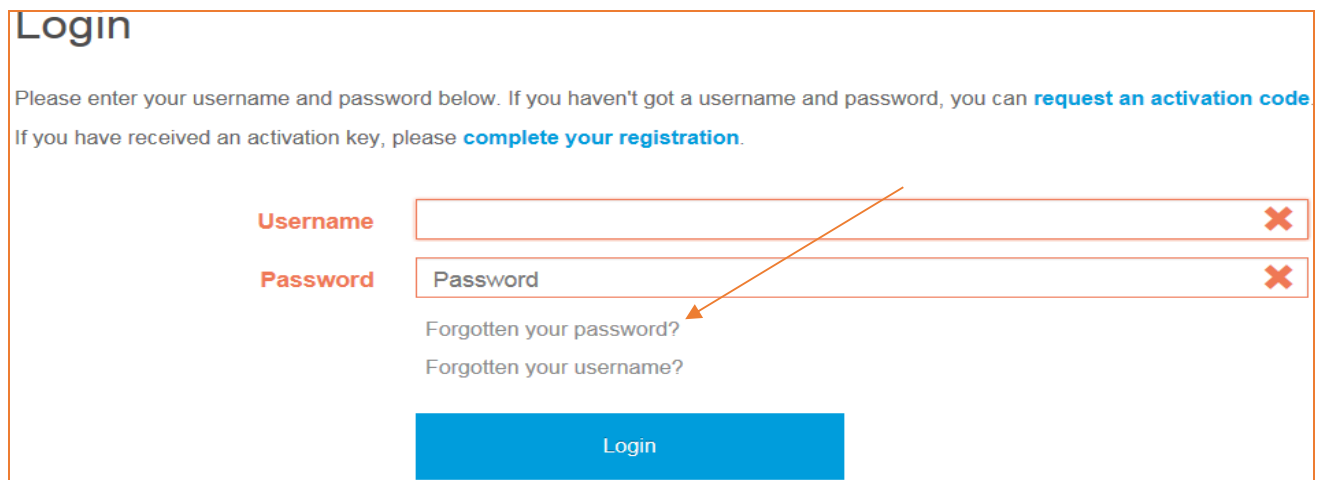 Login
Please enter your username and password below. If you haven't got a username and password, you can request an activation code.
If you have received an activation key, please complete your registration.
Username
Password Password
Forgotten your password?
Forgotten your username?
Login